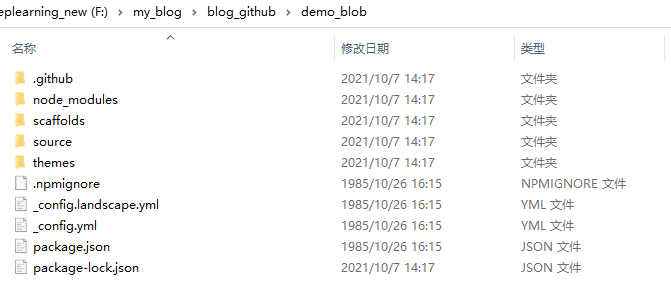 eplearning_new (F:) › my_blog › blog_github › demo_blob
名称 修改日期 类型
.github 2021/10/7 14:17 文件夹
node_modules 2021/10/7 14:17 文件夹
scaffolds 2021/10/7 14:17 文件夹
source 2021/10/7 14:17 文件夹
themes 2021/10/7 14:17 文件夹
.npmignore 1985/10/26 16:15 NPMIGNORE 文件
_config.landscape.yml 1985/10/26 16:15 YML 文件
_config.yml 1985/10/26 16:15 YML 文件
package.json 1985/10/26 16:15 JSON 文件
package-lock.json 2021/10/7 14:17 JSON 文件